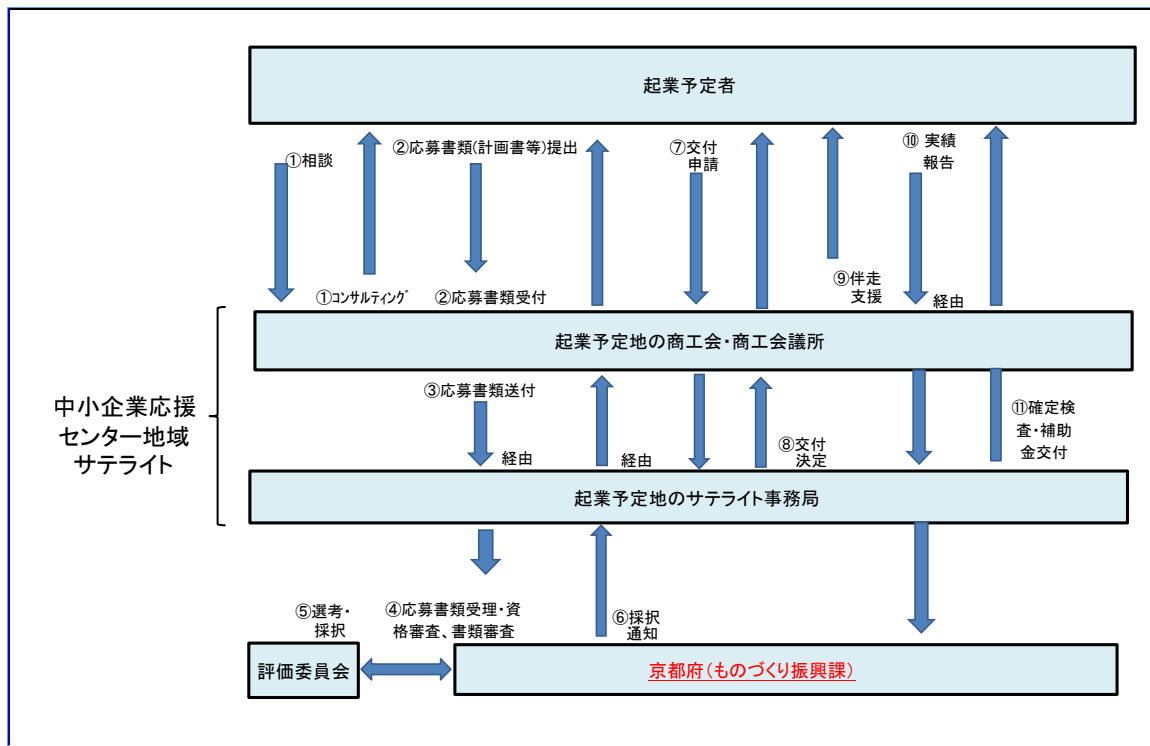 起業予定者
①相談
②応募書類(計画書等)提出
⑦交付
申請
⑩ 実績
報告
①コンサルティング
②応募書類受付
⑨伴走
支援
経由
起業予定地の商工会・商工会議所
中小企業応援
センター地域
サテライト
③応募書類送付
経由
経由
⑧交付
決定
⑪確定検
査・補助
金交付
起業予定地のサテライト事務局
⑤選考・
採択
④応募書類受理・資
格審査、書類審査
⑥採択
通知
評価委員会
京都府(ものづくり振興課)